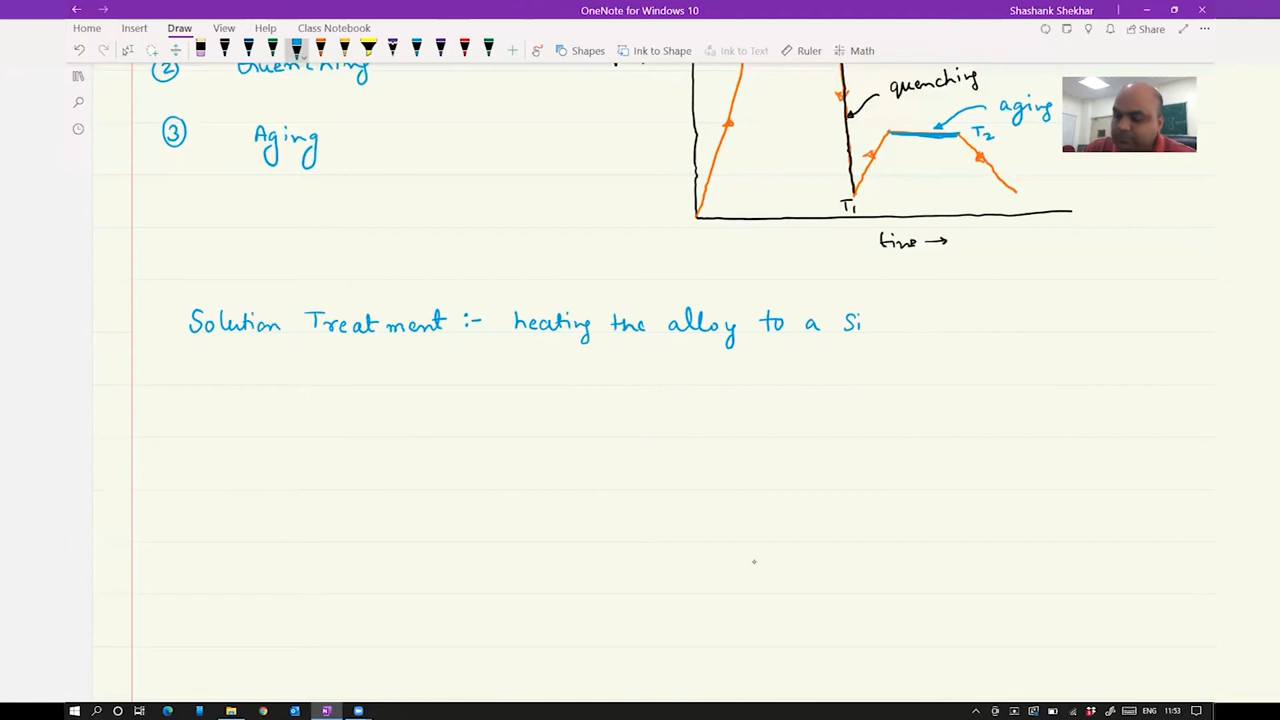 OneNote for Windows 10
Shashank Shekhar
Home Insert Draw View Help Class Notebook
Share
Shapes Ink to Shape Ink to Text Ruler Math
2 Quenching
quenching
aging
3 Aging
T2
T1
time →
Solution Treatment :- heating the alloy to a Si
ENG 11:53